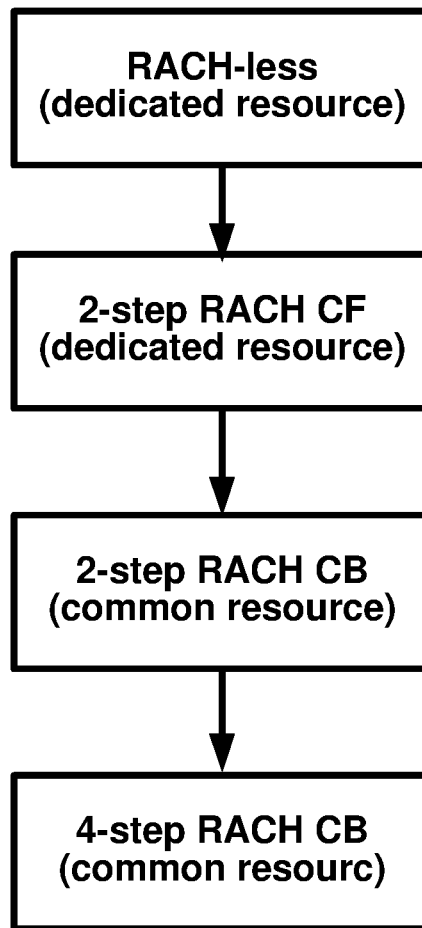 RACH-less
(dedicated resource)
2-step RACH CF
(dedicated resource)
2-step RACH CB
(common resource)
4-step RACH CB
(common resourc)